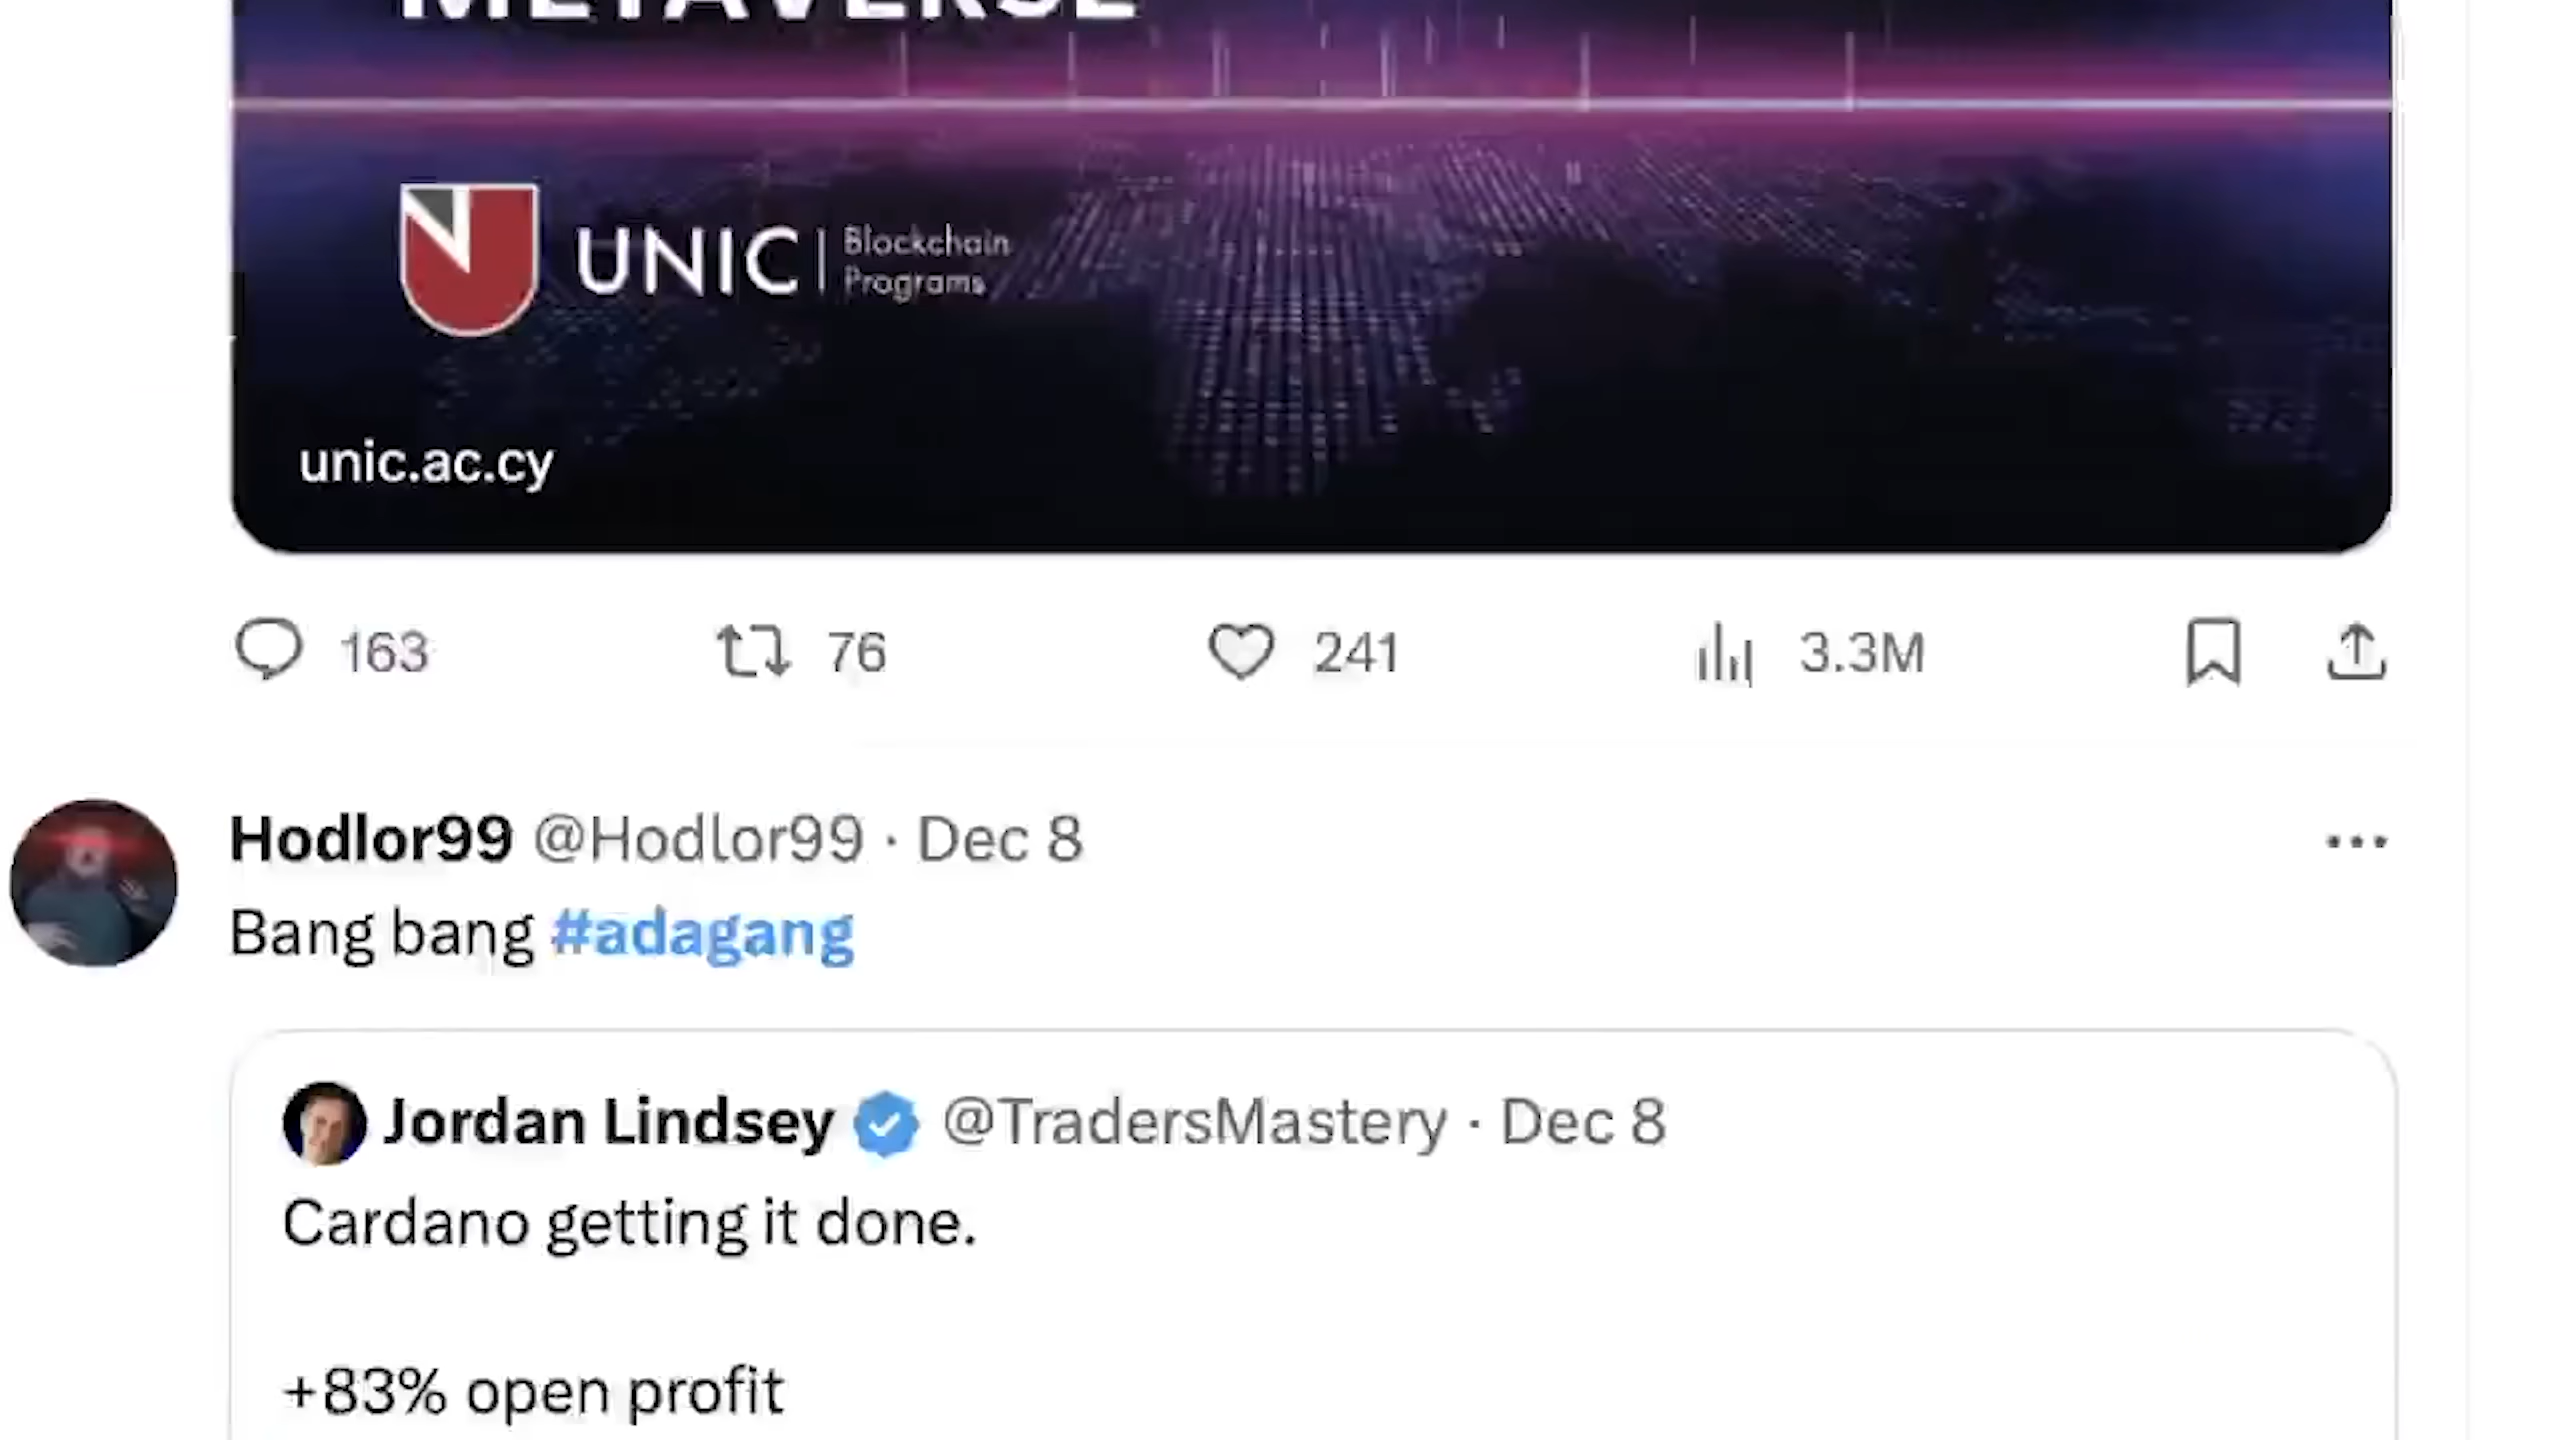 METAVERSE
UNIC
Blockchain
Programs
unic.ac.cy
163 76 241 3.3M
Hodlor99 @Hodlor99 · Dec 8
Bang bang #adagang
Jordan Lindsey @TradersMastery · Dec 8
Cardano getting it done.
+83% open profit